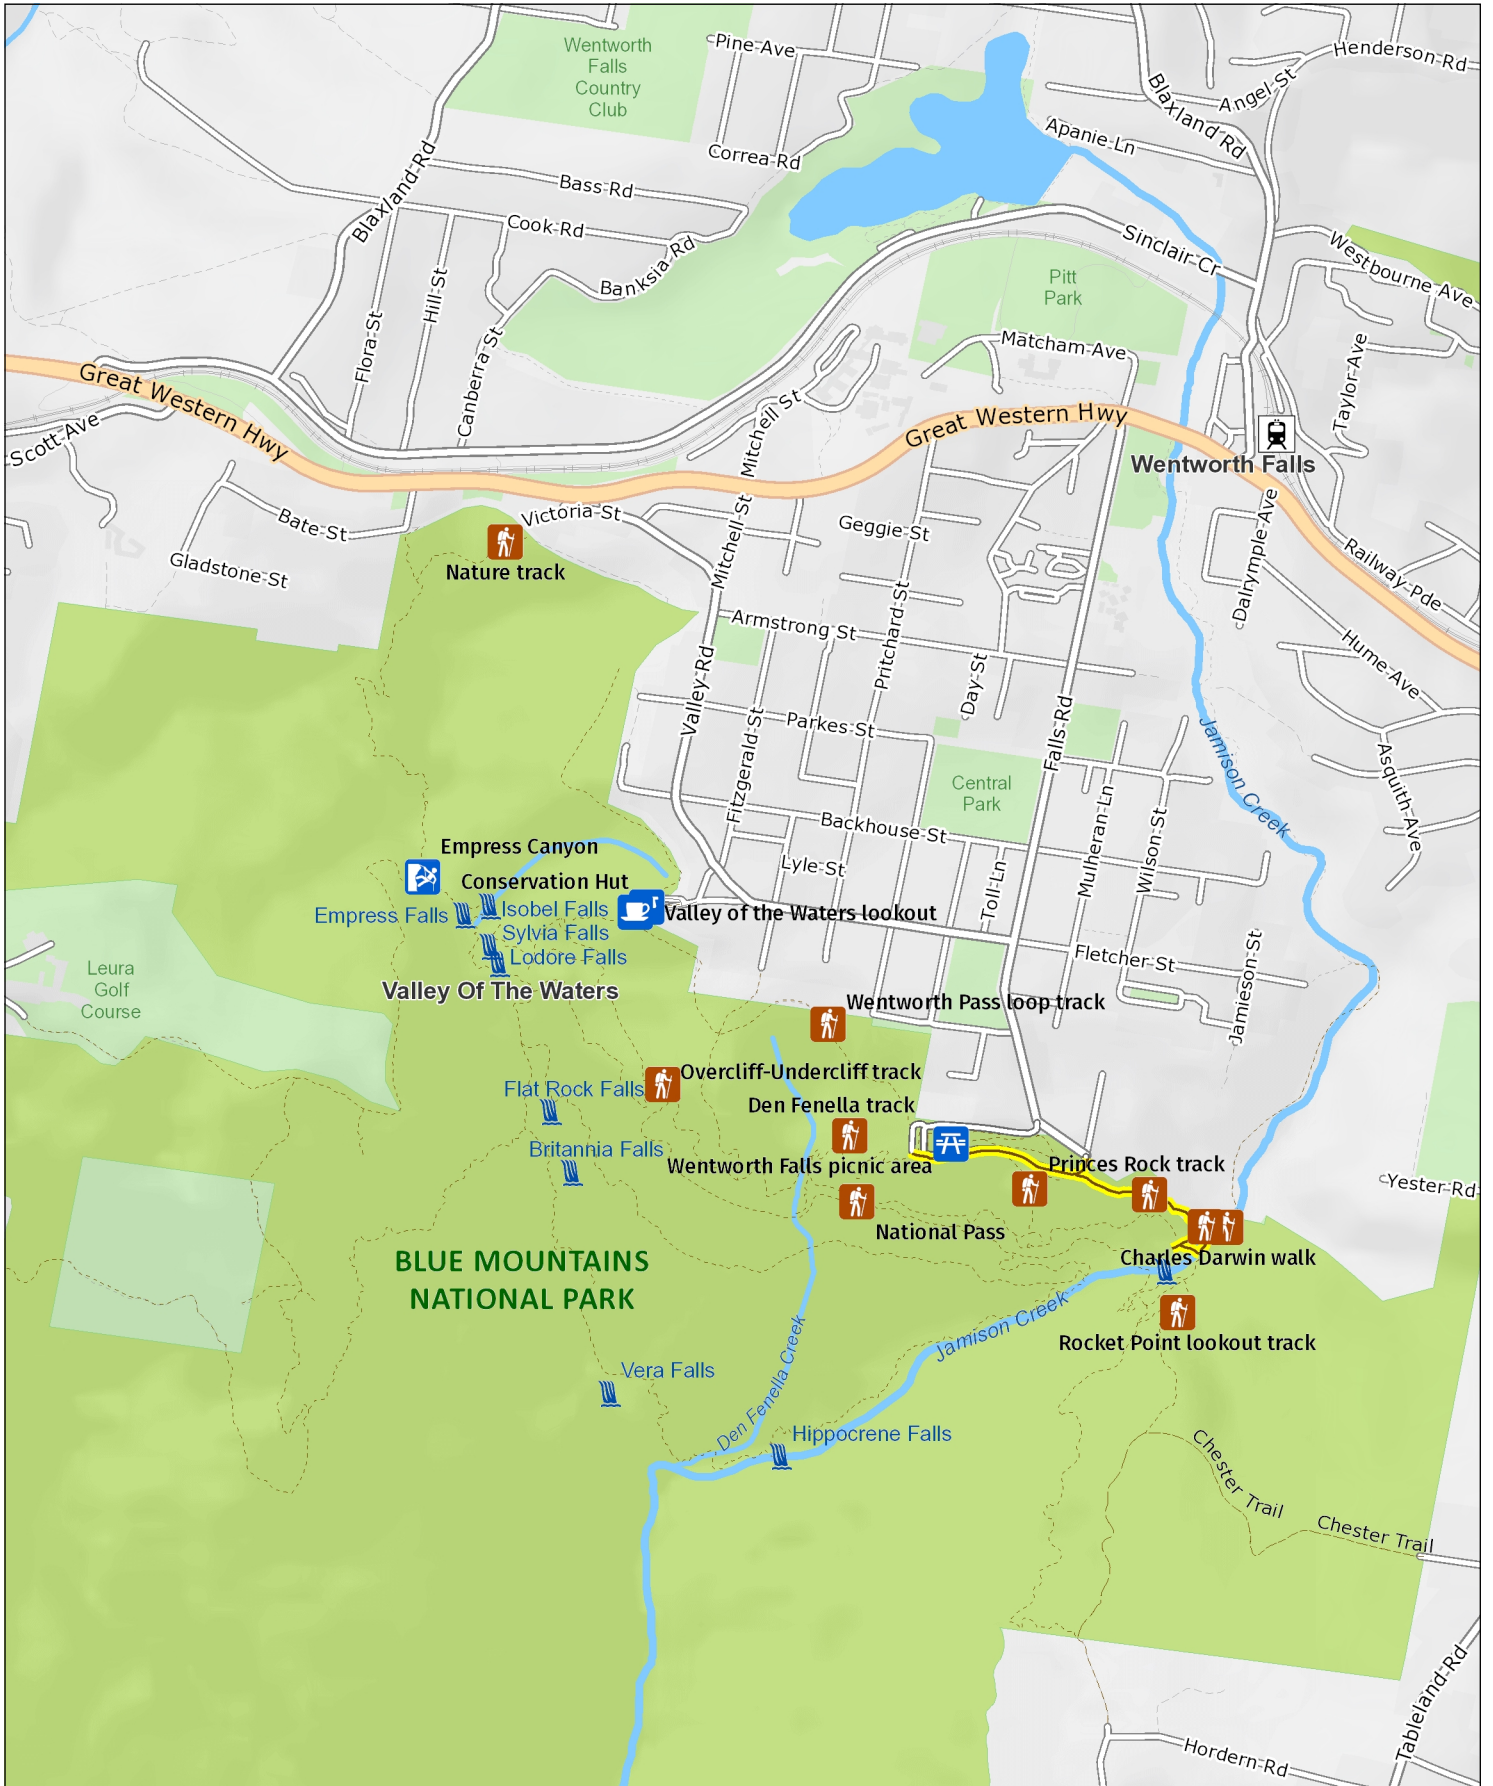 Wentworth
Falls
Country
Club
Pine Ave
Henderson Rd
Angel St
Blaxland Rd
Apanie Ln
Correa Rd
Blaxland Rd
Bass Rd
Cook Rd
Banksia Rd
Sinclair Cr
Westbourne Ave
Pitt
Park
Hill St
Flora St
Canberra St
Matcham Ave
Taylor Ave
Great Western Hwy
Great Western Hwy
Mitchell St
Scott Ave
Wentworth Falls
Bate St
Victoria St
Geggie St
Mitchell St
Dalrymple Ave
Railway Pde
Nature track
Gladstone St
Armstrong St
Pritchard St
Hume Ave
Valley Rd
Day St
Falls Rd
Parkes St
Fitzgerald St
Jamison Creek
Asquith Ave
Central
Park
Backhouse St
Mulheran Ln
Wilson St
Empress Canyon
Lyle St
Conservation Hut
Toll Ln
Empress Falls
Isobel Falls
Valley of the Waters lookout
Sylvia Falls
Lodore Falls
Fletcher St
Jamieson St
Leura
Golf
Course
Valley Of The Waters
Wentworth Pass loop track
Overcliff-Undercliff track
Flat Rock Falls
Den Fenella track
Britannia Falls
Wentworth Falls picnic area
Princes Rock track
Yester Rd
National Pass
Charles Darwin walk
BLUE MOUNTAINS
NATIONAL PARK
Jamison Creek
Rocket Point lookout track
Den Fenella Creek
Vera Falls
Hippocrene Falls
Chester Trail
Chester Trail
Tableland Rd
Hordern Rd